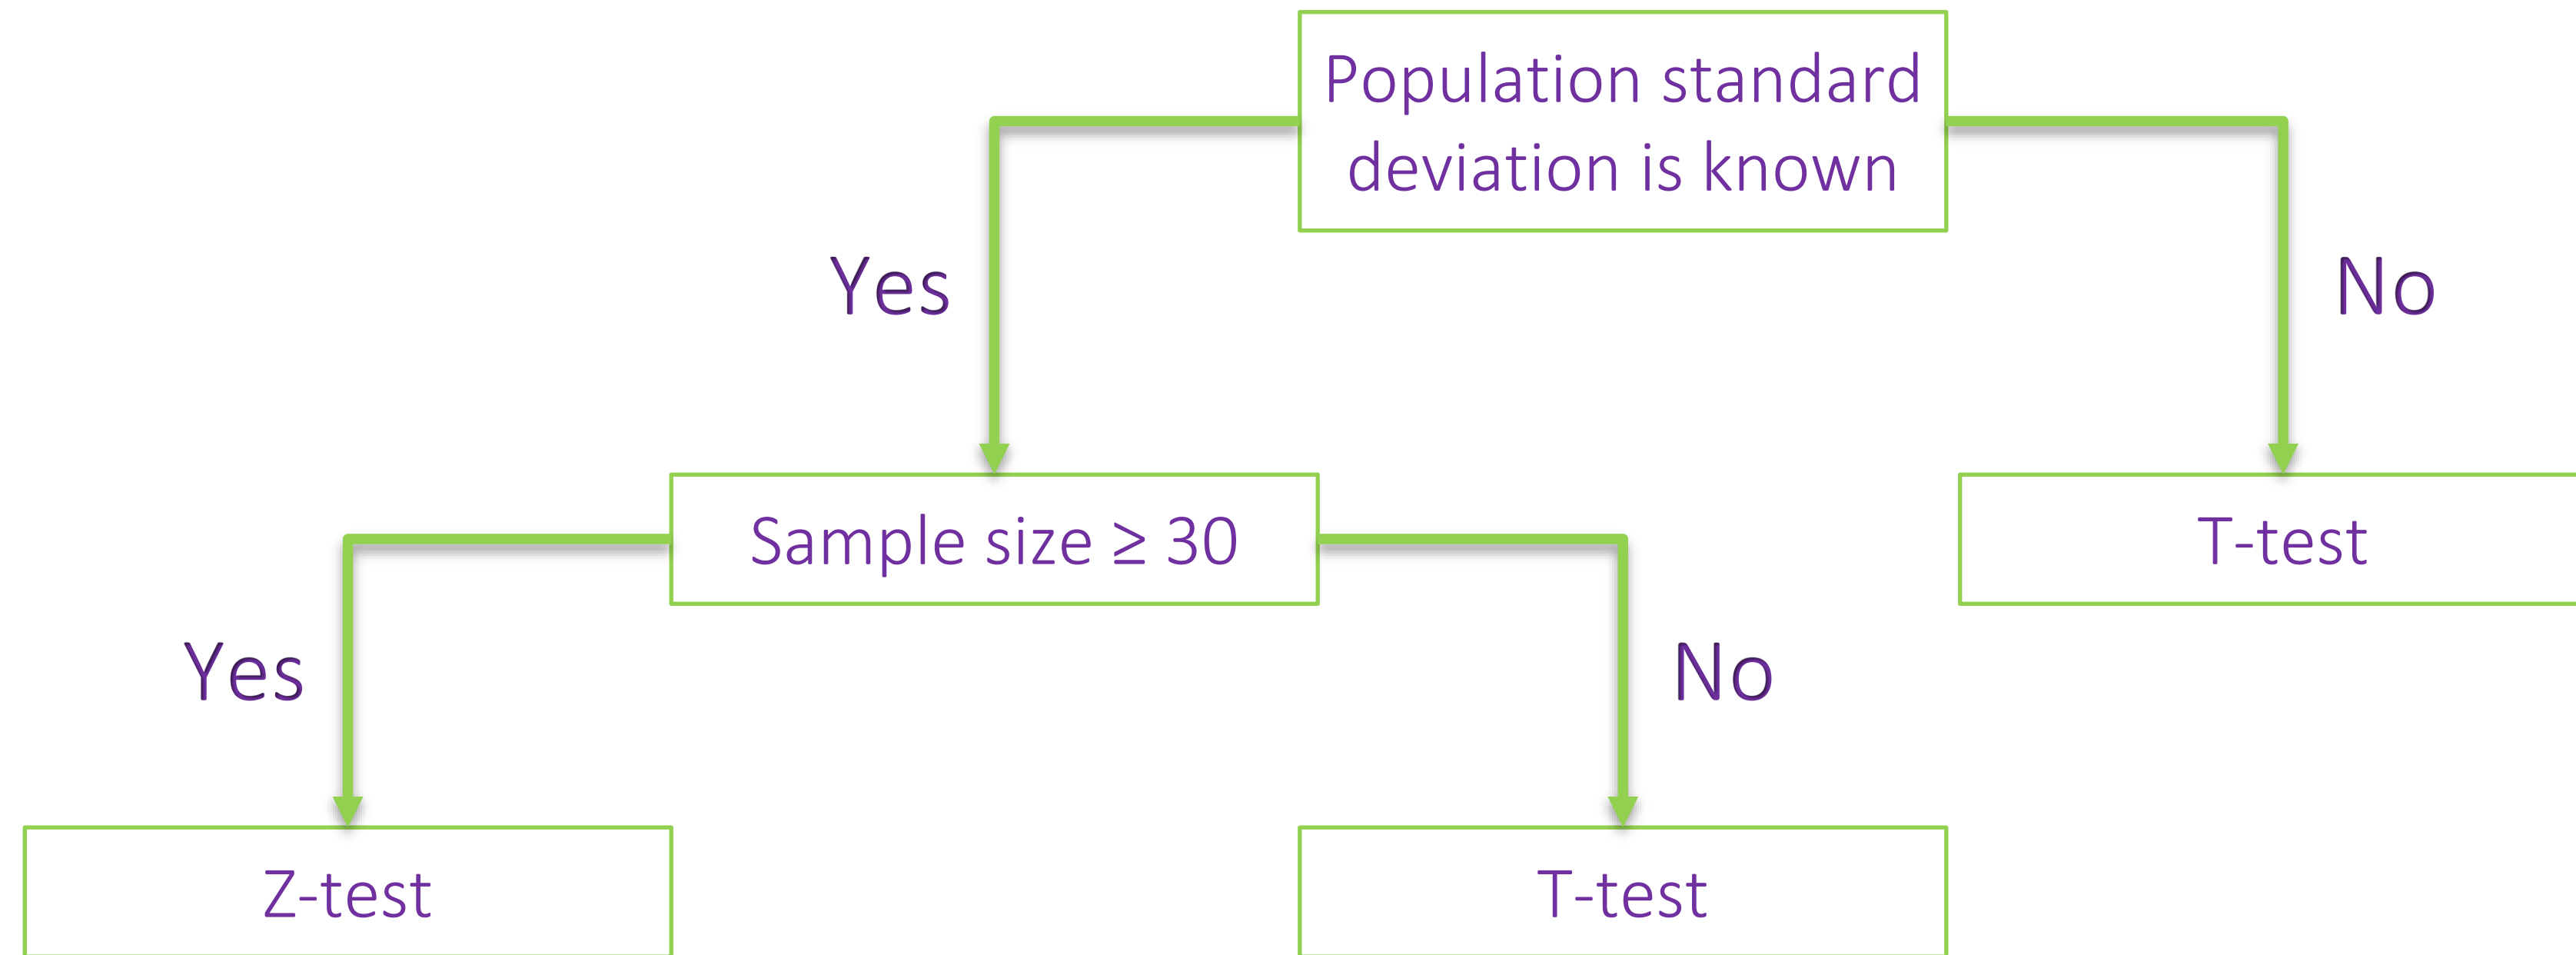 Population standard
deviation is known
Yes
No
Sample size ≥ 30
T-test
Yes
No
Z-test
T-test